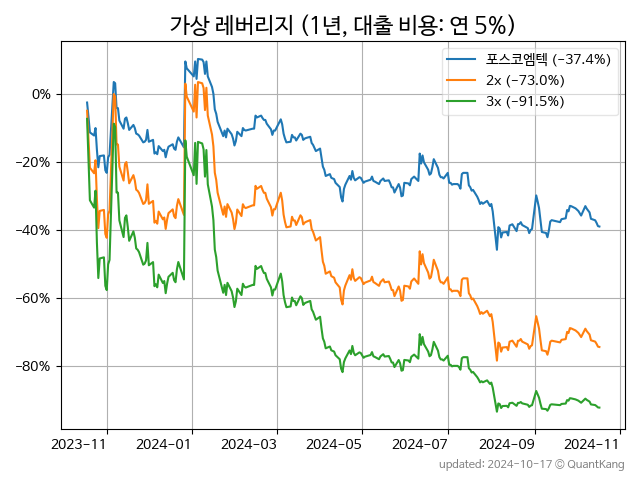 가상 레버리지 (1년, 대출 비용: 연 5%)
포스코엠텍 (−37.4%)
2x (−73.0%)
3x (−91.5%)
0%
−20%
−40%
−60%
−80%
2023−11 2024−01 2024−03 2024−05 2024−07 2024−09 2024−11
updated: 2024-10-17 © QuantKang